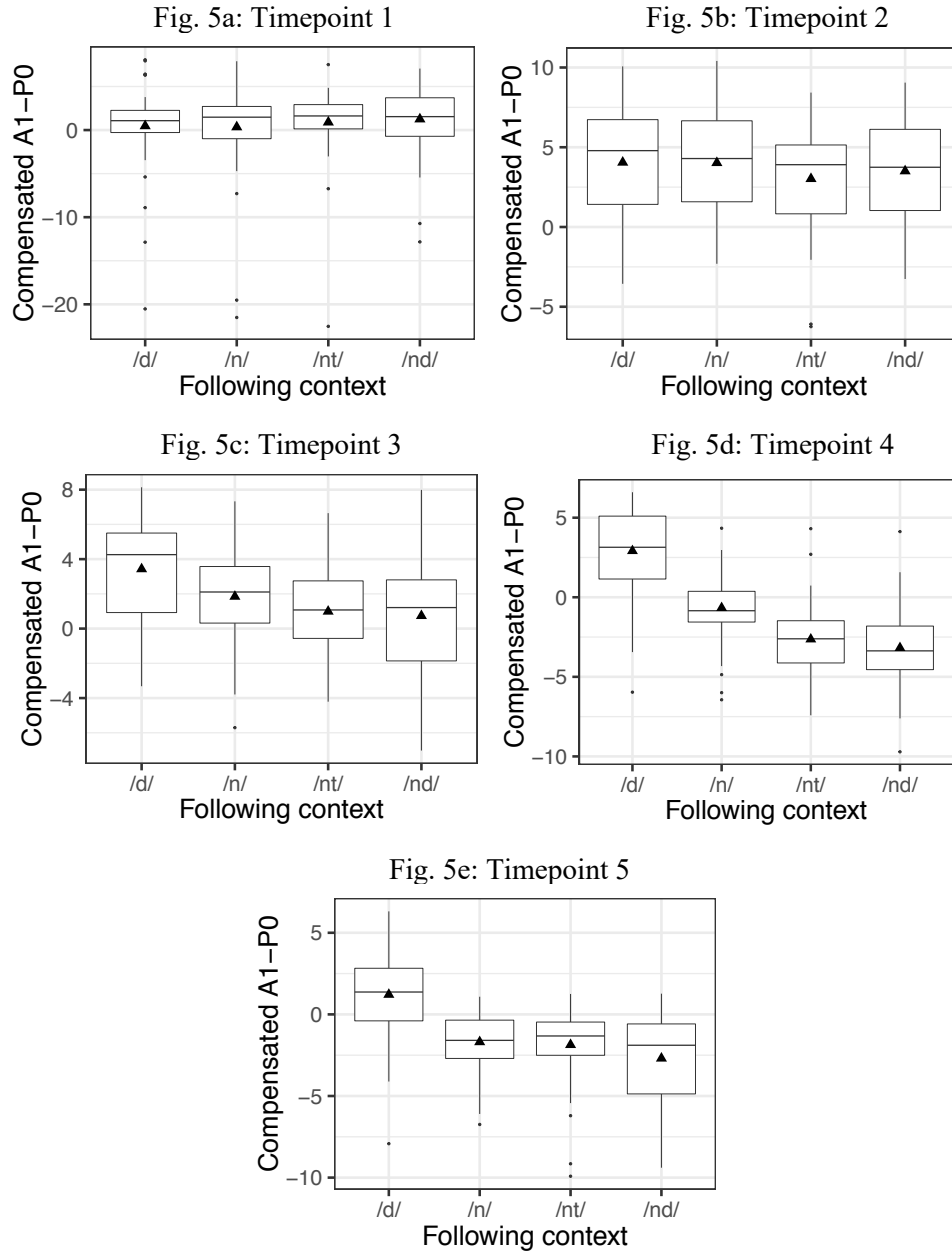 Fig. 5a: Timepoint 1
Compensated A1−P0
0
−10
−20
/d/ /n/ /nt/ /nd/
Following context
Fig. 5b: Timepoint 2
Compensated A1−P0
10
5
0
−5
/d/ /n/ /nt/ /nd/
Following context
Fig. 5c: Timepoint 3
Compensated A1−P0
8
4
0
−4
/d/ /n/ /nt/ /nd/
Following context
Fig. 5d: Timepoint 4
Compensated A1−P0
5
0
−5
−10
/d/ /n/ /nt/ /nd/
Following context
Fig. 5e: Timepoint 5
Compensated A1−P0
5
0
−5
−10
/d/ /n/ /nt/ /nd/
Following context